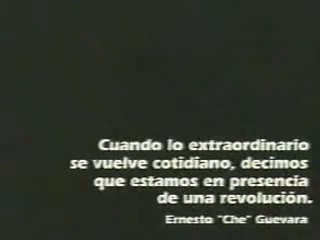 Cuando lo extraordinario
se vuelve cotidiano, decimos
que estamos en presencia
de una revolución.
Ernesto "Che" Guevara